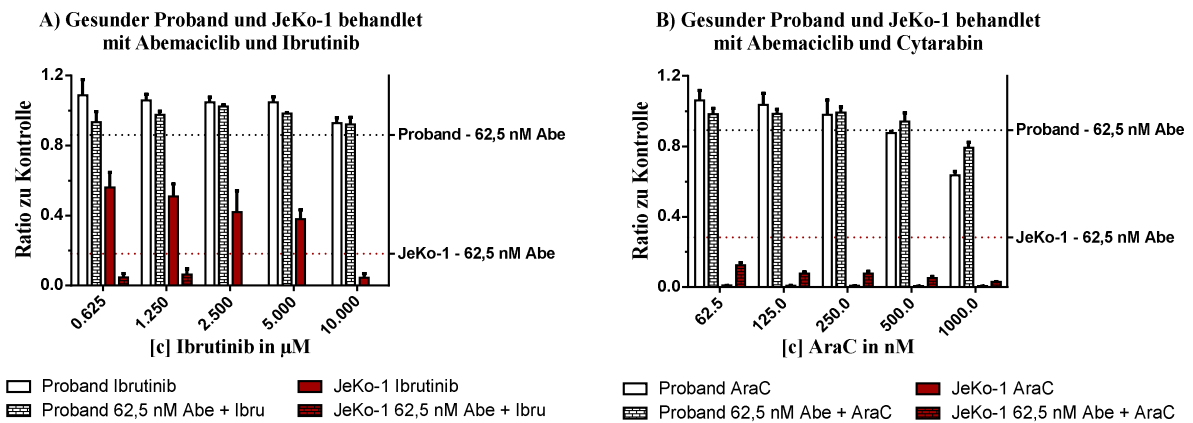 A) Gesunder Proband und JeKo-1 behandlet
mit Abemaciclib und Ibrutinib
Ratio zu Kontrolle
1.2
0.8
0.4
0.0
Proband - 62,5 nM Abe
JeKo-1 - 62,5 nM Abe
0.625
1.250
2.500
5.000
10.000
[c] Ibrutinib in µM
Proband Ibrutinib
JeKo-1 Ibrutinib
Proband 62,5 nM Abe + Ibru
JeKo-1 62,5 nM Abe + Ibru
B) Gesunder Proband und JeKo-1 behandlet
mit Abemaciclib und Cytarabin
Ratio zu Kontrolle
1.2
0.8
0.4
0.0
Proband - 62,5 nM Abe
JeKo-1 - 62,5 nM Abe
62.5
125.0
250.0
500.0
1000.0
[c] AraC in nM
Proband AraC
JeKo-1 AraC
Proband 62,5 nM Abe + AraC
JeKo-1 62,5 nM Abe + AraC